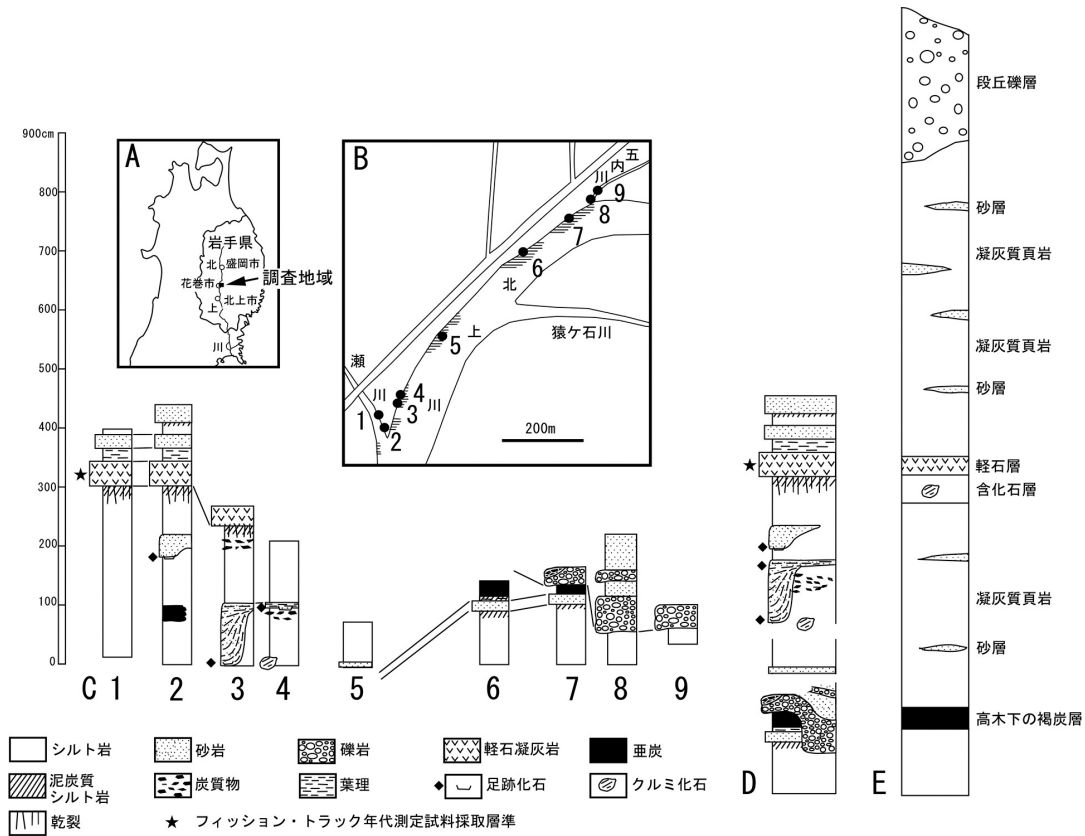 900cm
800
700
600
500
400
300
200
100
0
A
岩手県
北
盛岡市
花巻市
上
北上市
川
調査地域
B
五
内
川
9
8
7
6
北
上
川
猿ケ石川
5
瀬
川
4
3
1
2
200m
C
1
2
3
4
5
6
7
8
9
D
E
段丘礫層
砂層
凝灰質頁岩
凝灰質頁岩
砂層
軽石層
含化石層
凝灰質頁岩
砂層
高木下の褐炭層
シルト岩
砂岩
礫岩
軽石凝灰岩
亜炭
泥炭質
シルト岩
炭質物
葉理
足跡化石
クルミ化石
乾裂
★ フィッション・トラック年代測定試料採取層準